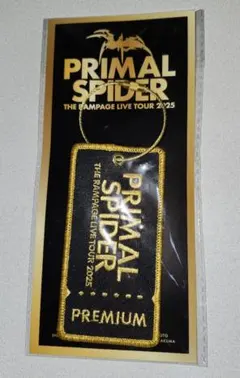 PRIMAL
SPIDER
THE RAMPAGE LIVE TOUR 2025
PRIMAL
SPIDER
THE RAMPAGE LIVE TOUR 2025
PREMIUM